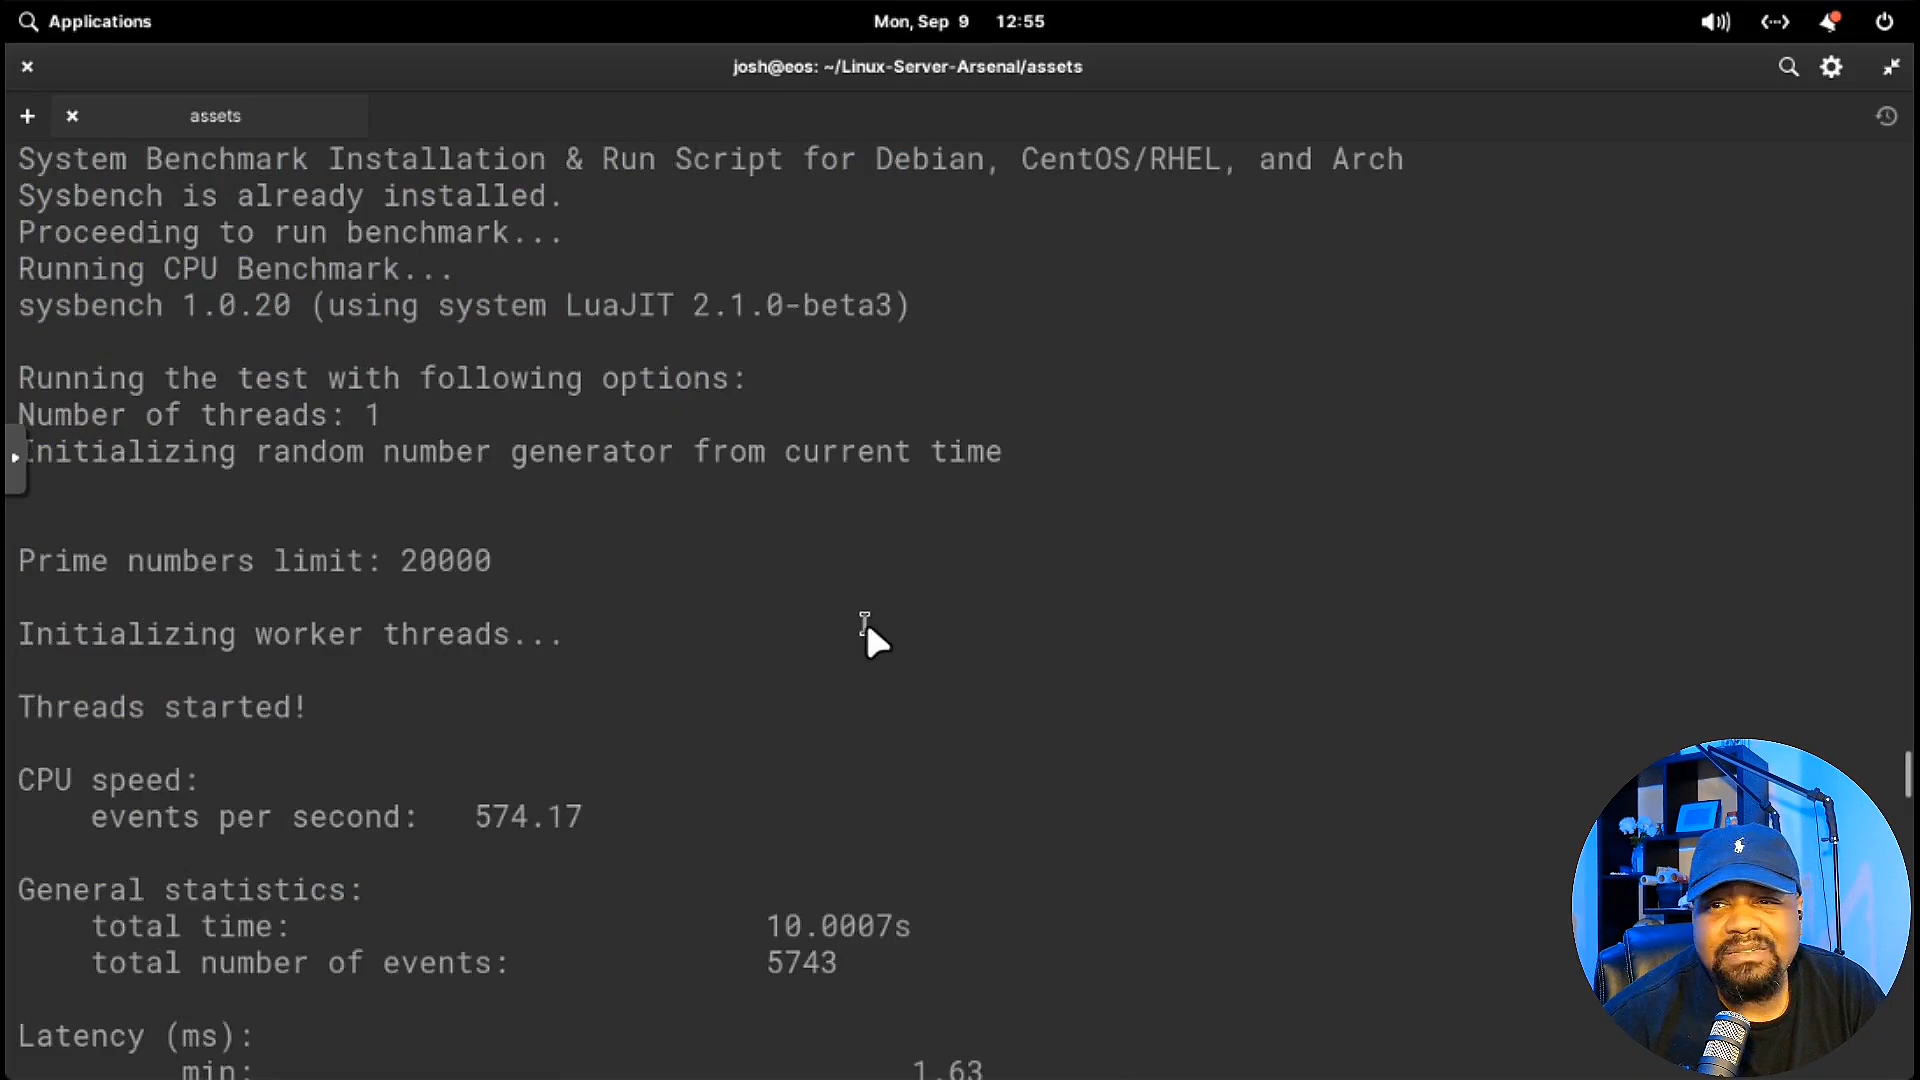 Applications
Mon, Sep 9 12:55
josh@eos: ~/Linux-Server-Arsenal/assets
assets
System Benchmark Installation & Run Script for Debian, CentOS/RHEL, and Arch
Sysbench is already installed.
Proceeding to run benchmark...
Running CPU Benchmark...
sysbench 1.0.20 (using system LuaJIT 2.1.0-beta3)
Running the test with following options:
Number of threads: 1
Initializing random number generator from current time
Prime numbers limit: 20000
Initializing worker threads...
Threads started!
CPU speed:
events per second: 574.17
General statistics:
total time: 10.0007s
total number of events: 5743
Latency (ms):
min: 1.63